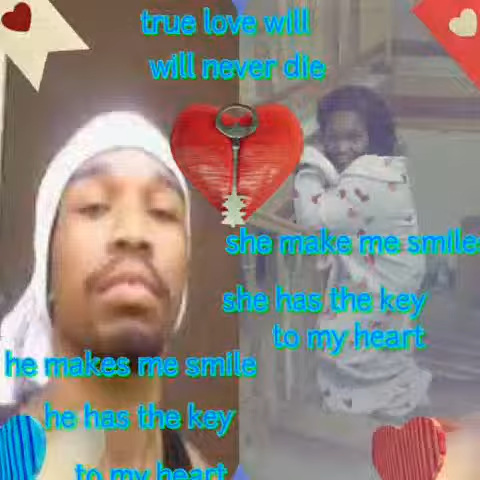 true love will
will never die
she make me smile
she has the key
to my heart
he makes me smile
he has the key
to my heart